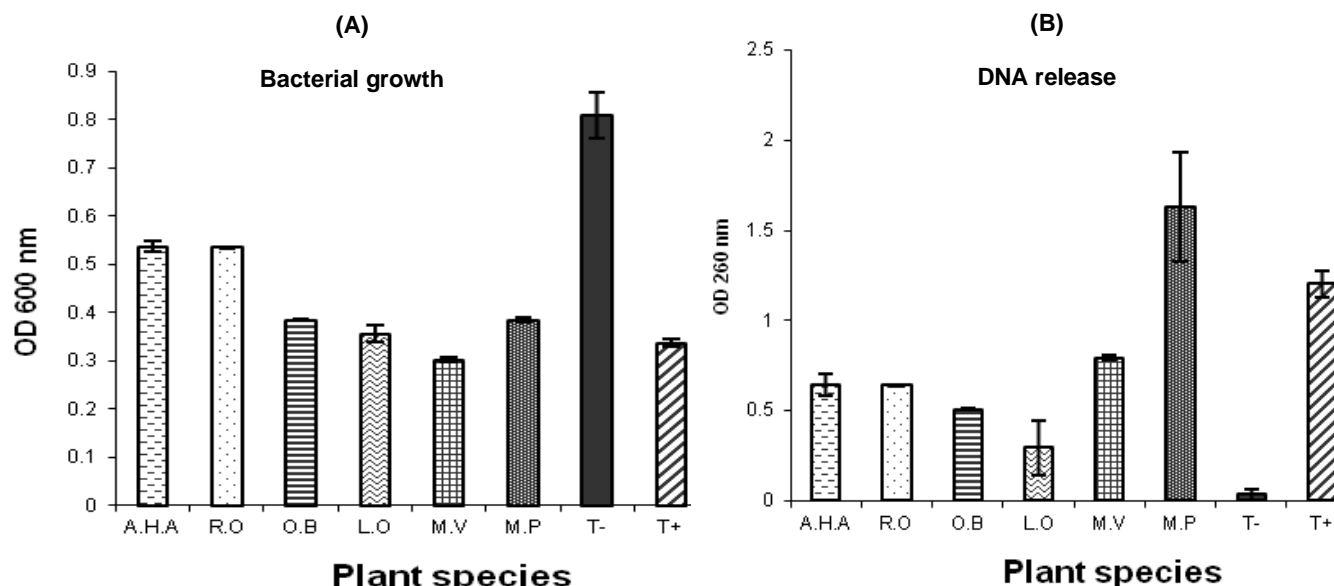 (A)
Bacterial growth
OD 600 nm
0.9
0.8
0.7
0.6
0.5
0.4
0.3
0.2
0.1
0
A.H.A R.O O.B L.O M.V M.P T- T+
Plant species
(B)
DNA release
OD 260 nm
2.5
2
1.5
1
0.5
0
A.H.A R.O O.B L.O M.V M.P T- T+
Plant species